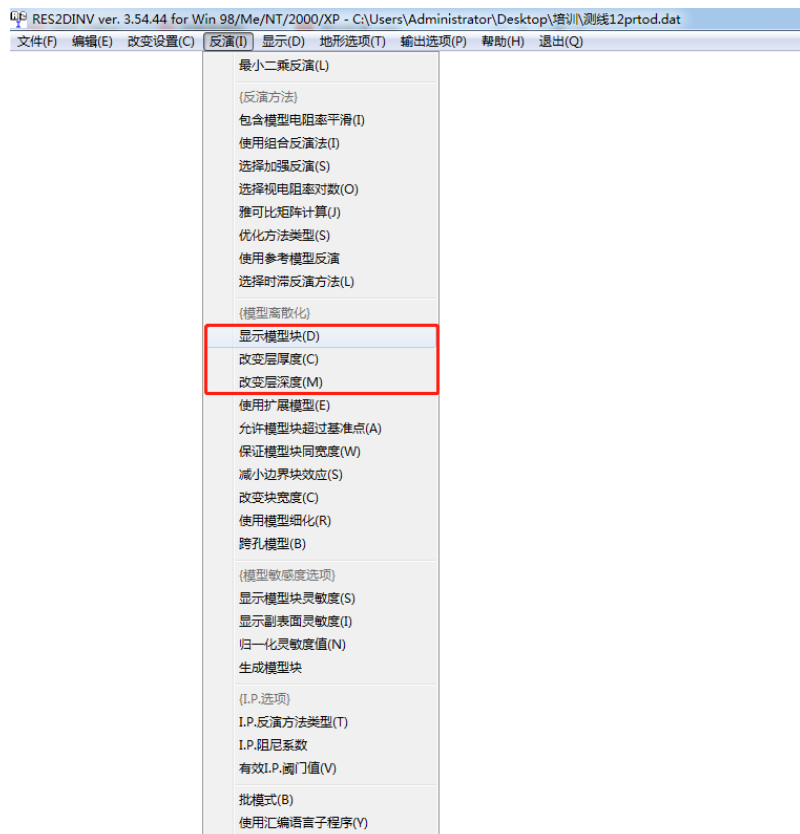 RES2DINV ver. 3.54.44 for Win 98/Me/NT/2000/XP - C:\Users\Administrator\Desktop\培训\测线12prtod.dat
文件(F) 编辑(E) 改变设置(C) 反演(I) 显示(D) 地形选项(T) 输出选项(P) 帮助(H) 退出(Q)
最小二乘反演(L)
{反演方法}
包含模型电阻率平滑(I)
使用组合反演法(I)
选择加强反演(S)
选择视电阻率对数(O)
雅可比矩阵计算(J)
优化方法类型(S)
使用参考模型反演
选择时滞反演方法(L)
{模型离散化}
显示模型块(D)
改变层厚度(C)
改变层深度(M)
使用扩展模型(E)
允许模型块超过基准点(A)
保证模型块同宽度(W)
减小边界块效应(S)
改变块宽度(C)
使用模型细化(R)
跨孔模型(B)
{模型敏感度选项}
显示模型块灵敏度(S)
显示副表面灵敏度(I)
归一化灵敏度值(N)
生成模型块
{I.P.选项}
I.P.反演方法类型(T)
I.P.阻尼系数
有效I.P.阈门值(V)
批模式(B)
使用汇编语言子程序(Y)